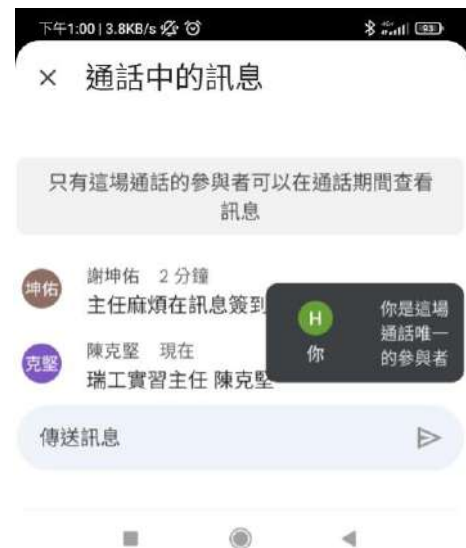 下午1:00 | 3.8KB/s
93
× 通話中的訊息
只有這場通話的參與者可以在通話期間查看
訊息
坤佑
謝坤佑 2 分鐘
主任麻煩在訊息簽到
H
你
你是這場
通話唯一
的參與者
克堅
陳克堅 現在
瑞工實習主任 陳克堅
傳送訊息